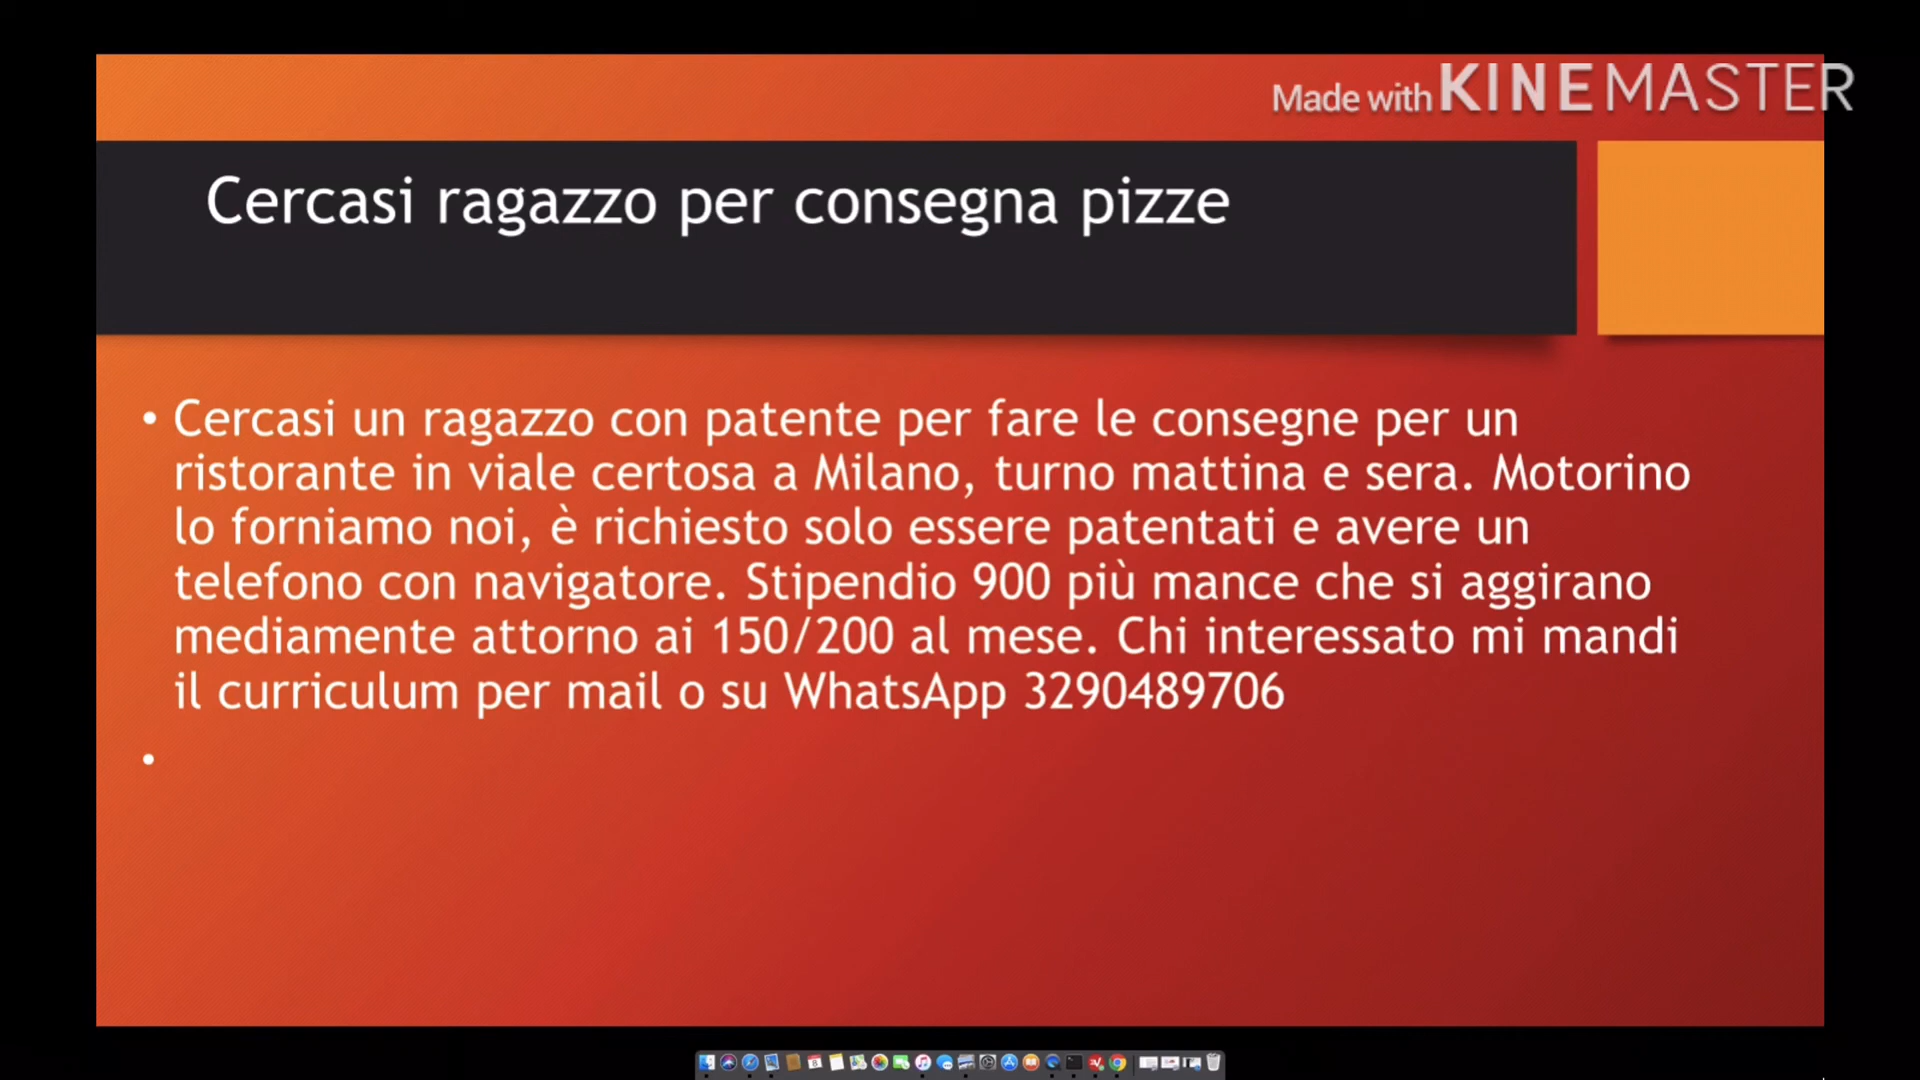 Made with KINEMASTER
Cercasi ragazzo per consegna pizze
• Cercasi un ragazzo con patente per fare le consegne per un
ristorante in viale certosa a Milano, turno mattina e sera. Motorino
lo forniamo noi, è richiesto solo essere patentati e avere un
telefono con navigatore. Stipendio 900 più mance che si aggirano
mediamente attorno ai 150/200 al mese. Chi interessato mi mandi
il curriculum per mail o su WhatsApp 3290489706
•